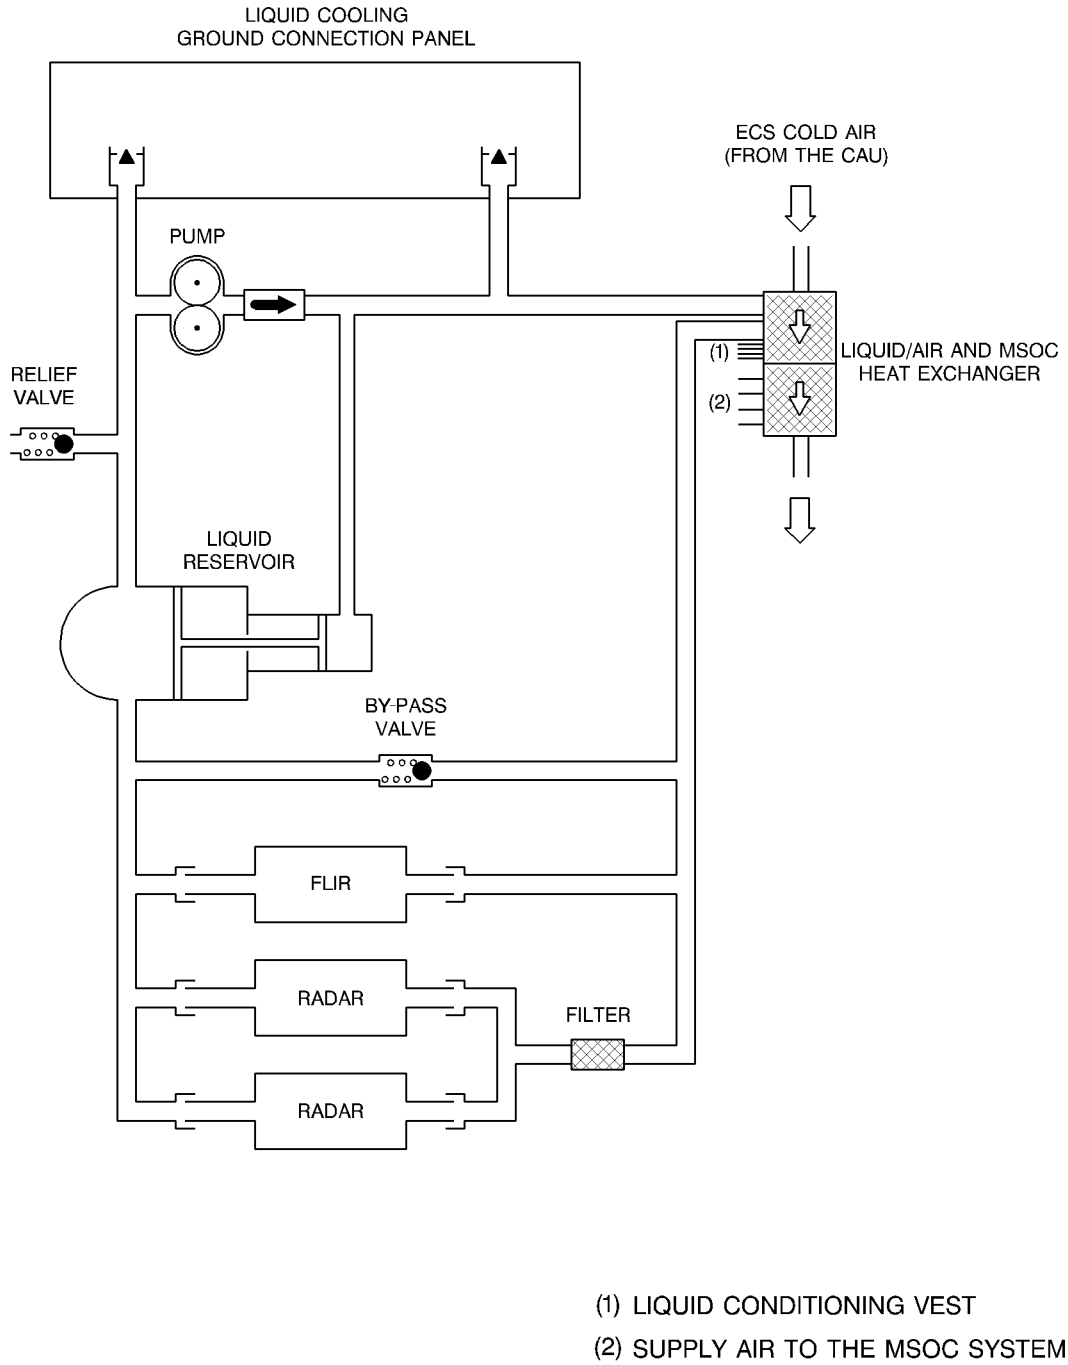 LIQUID COOLING
GROUND CONNECTION PANEL
ECS COLD AIR
(FROM THE CAU)
PUMP
(1)
LIQUID/AIR AND MSOC
HEAT EXCHANGER
RELIEF
VALVE
(2)
LIQUID
RESERVOIR
BY-PASS
VALVE
FLIR
RADAR
FILTER
RADAR
(1) LIQUID CONDITIONING VEST
(2) SUPPLY AIR TO THE MSOC SYSTEM